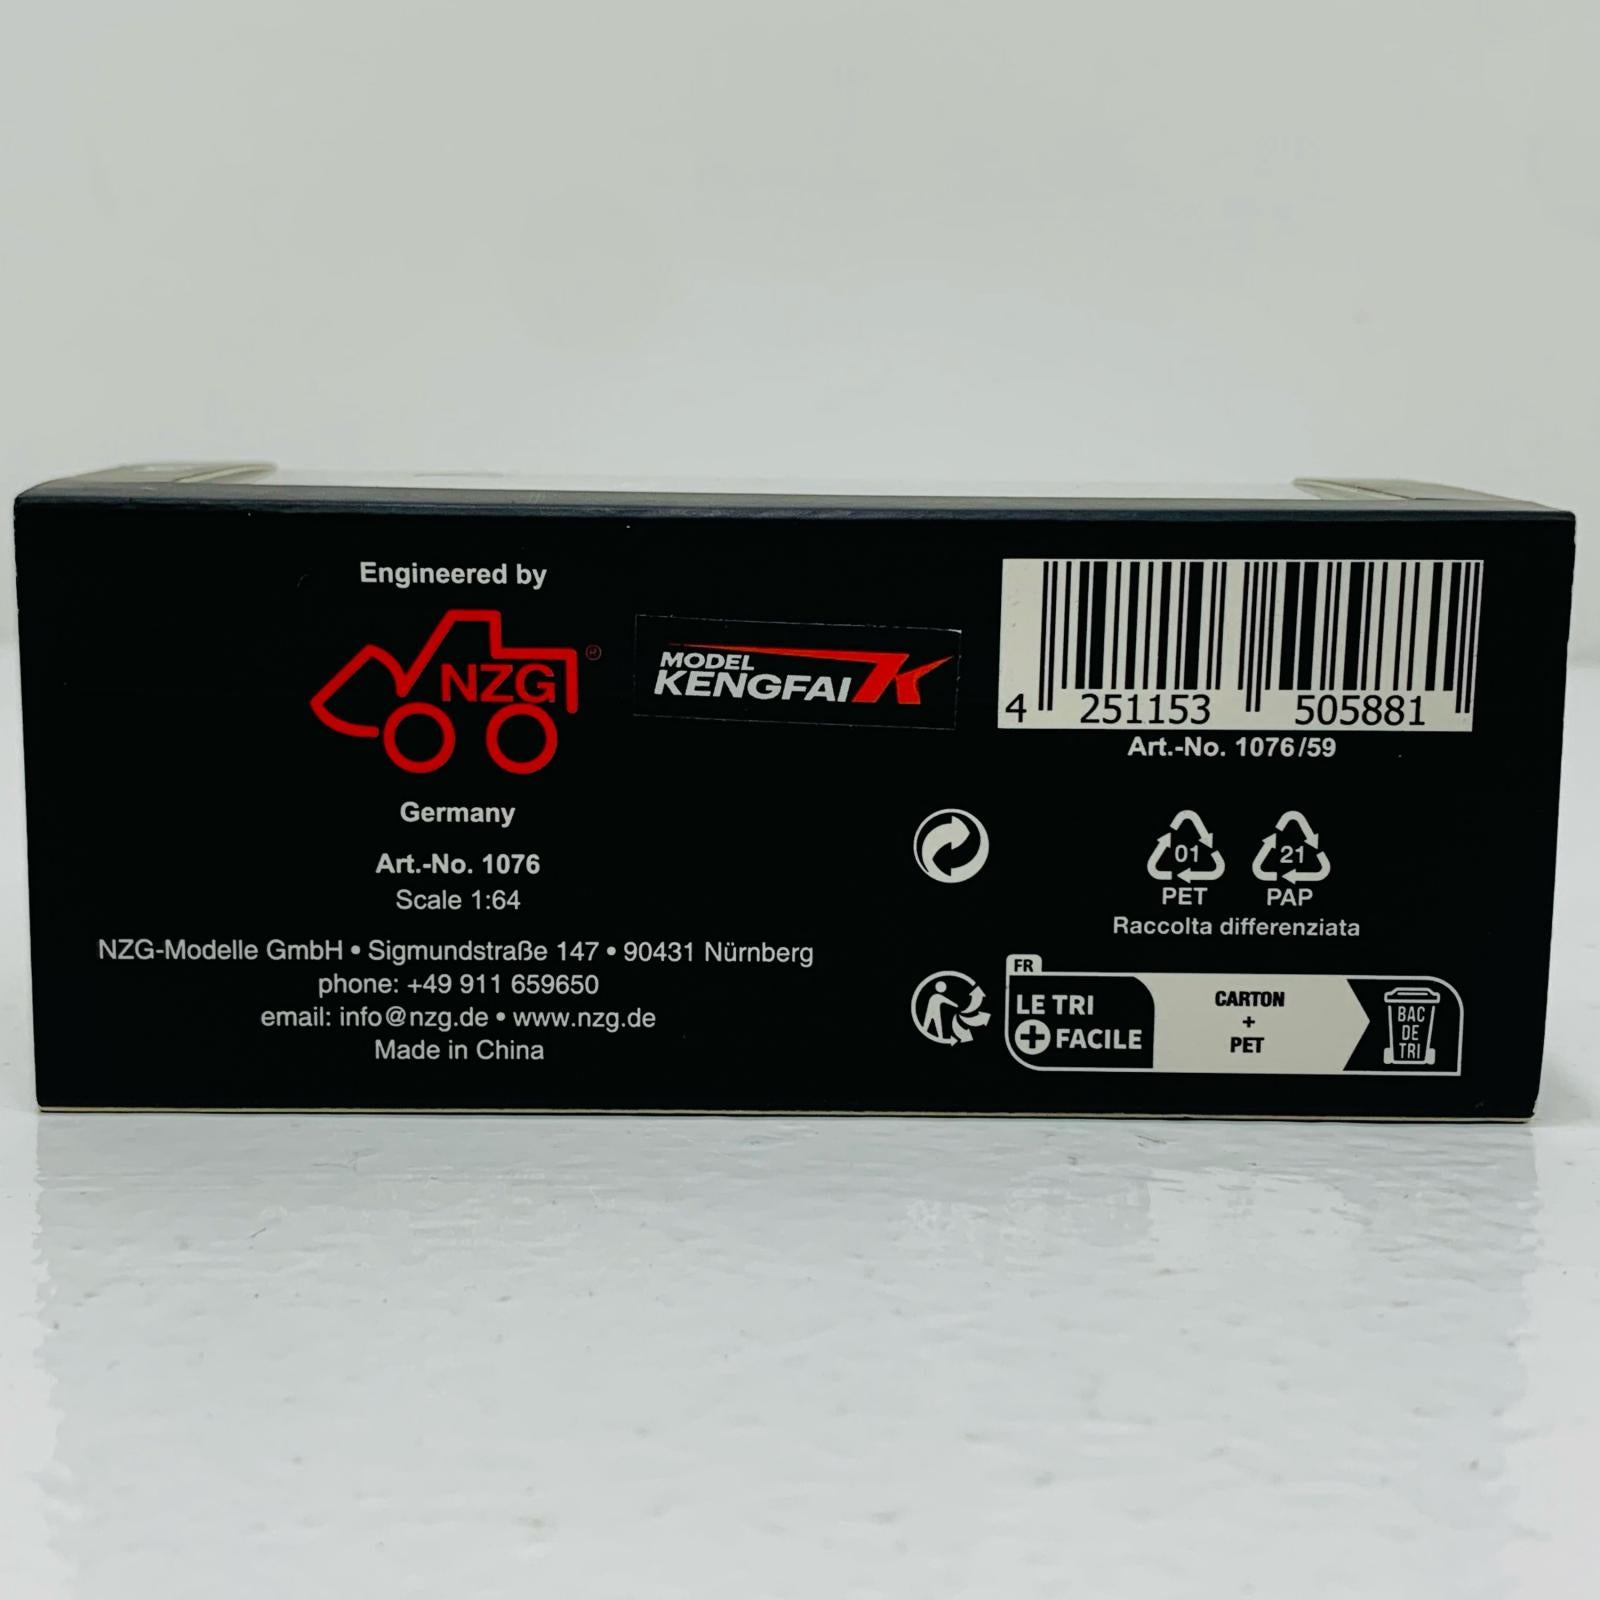 Engineered by
NZG®
Germany
Art.-No. 1076
Scale 1:64
NZG-Modelle GmbH • Sigmundstraße 147 • 90431 Nürnberg
phone: +49 911 659650
email: info@nzg.de • www.nzg.de
Made in China
MODEL
KENGFAI K
4 251153 505881
Art.-No. 1076/59
01 21
PET PAP
Raccolta differenziata
FR
LE TRI
+ FACILE
CARTON
+
PET
BAC
DE
TRI